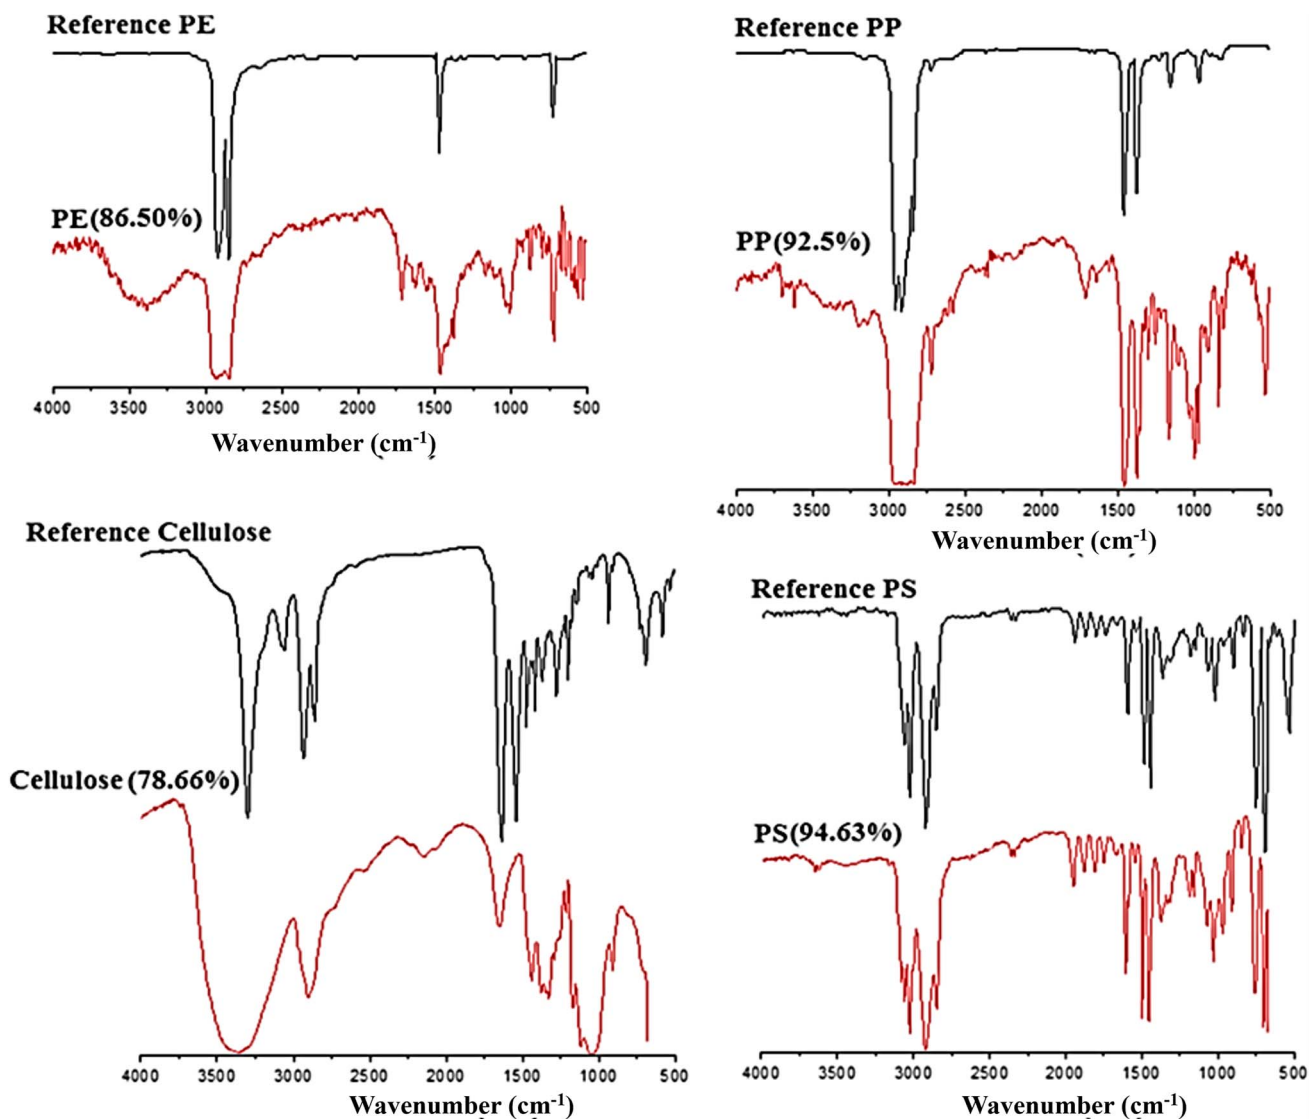 Reference PE
PE(86.50%)
4000 3500 3000 2500 2000 1500 1000 500
Wavenumber (cm-1)
Reference PP
PP(92.5%)
4000 3500 3000 2500 2000 1500 1000 500
Wavenumber (cm-1)
Reference Cellulose
Cellulose (78.66%)
4000 3500 3000 2500 2000 1500 1000 500
Wavenumber (cm-1)
Reference PS
PS(94.63%)
4000 3500 3000 2500 2000 1500 1000 500
Wavenumber (cm-1)